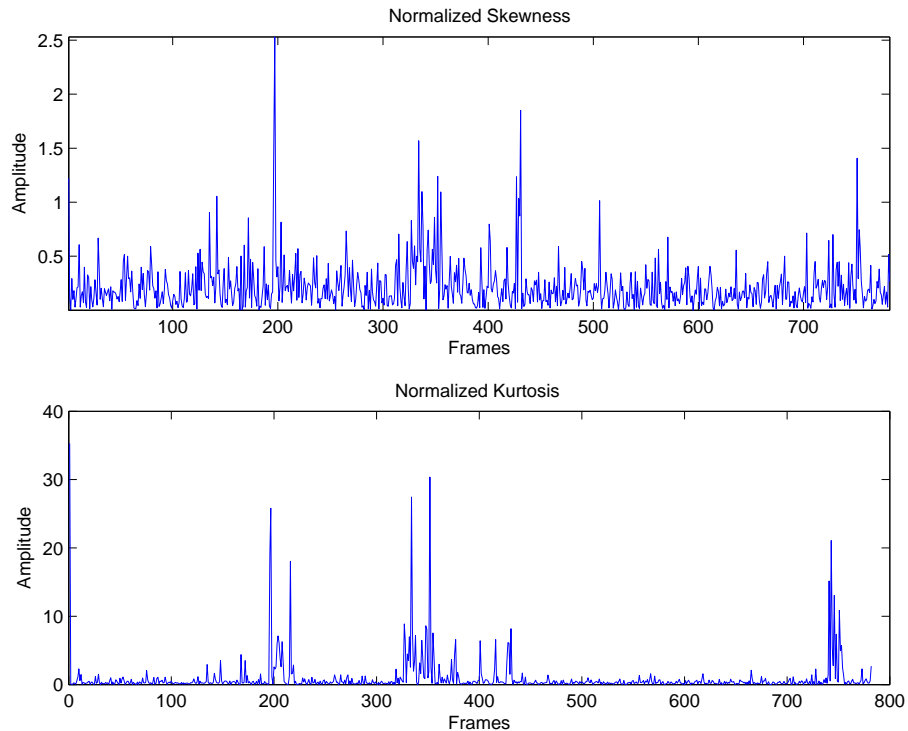 Normalized Skewness
2.5
2
1.5
1
0.5
Amplitude
100 200 300 400 500 600 700
Frames
Normalized Kurtosis
40
30
20
10
0
Amplitude
0 100 200 300 400 500 600 700 800
Frames